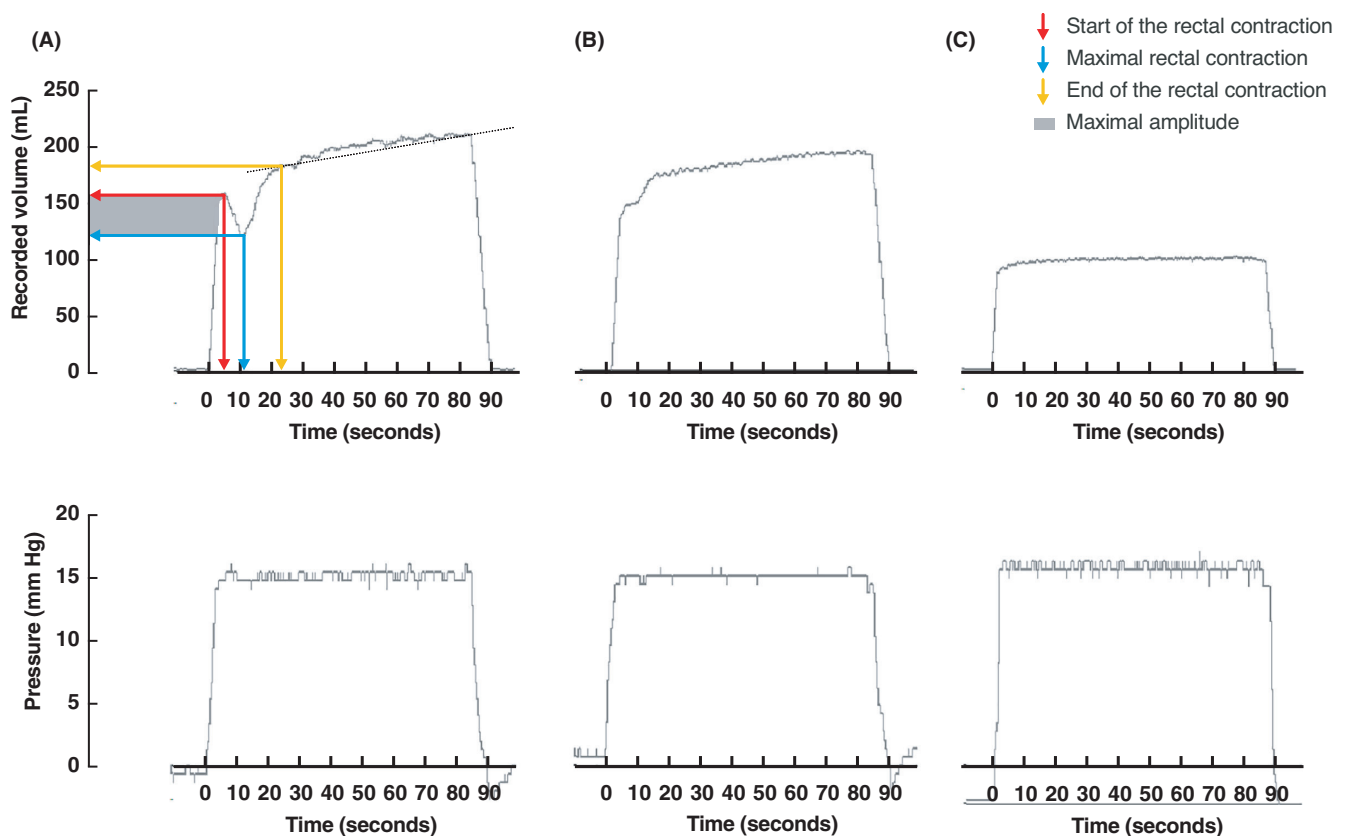 (A)
(B)
(C)
Start of the rectal contraction
Maximal rectal contraction
End of the rectal contraction
Maximal amplitude
Recorded volume (mL)
250
200
150
100
50
0
0 10 20 30 40 50 60 70 80 90
Time (seconds)
0 10 20 30 40 50 60 70 80 90
Time (seconds)
0 10 20 30 40 50 60 70 80 90
Time (seconds)
Pressure (mm Hg)
20
15
10
5
0
0 10 20 30 40 50 60 70 80 90
Time (seconds)
0 10 20 30 40 50 60 70 80 90
Time (seconds)
0 10 20 30 40 50 60 70 80 90
Time (seconds)